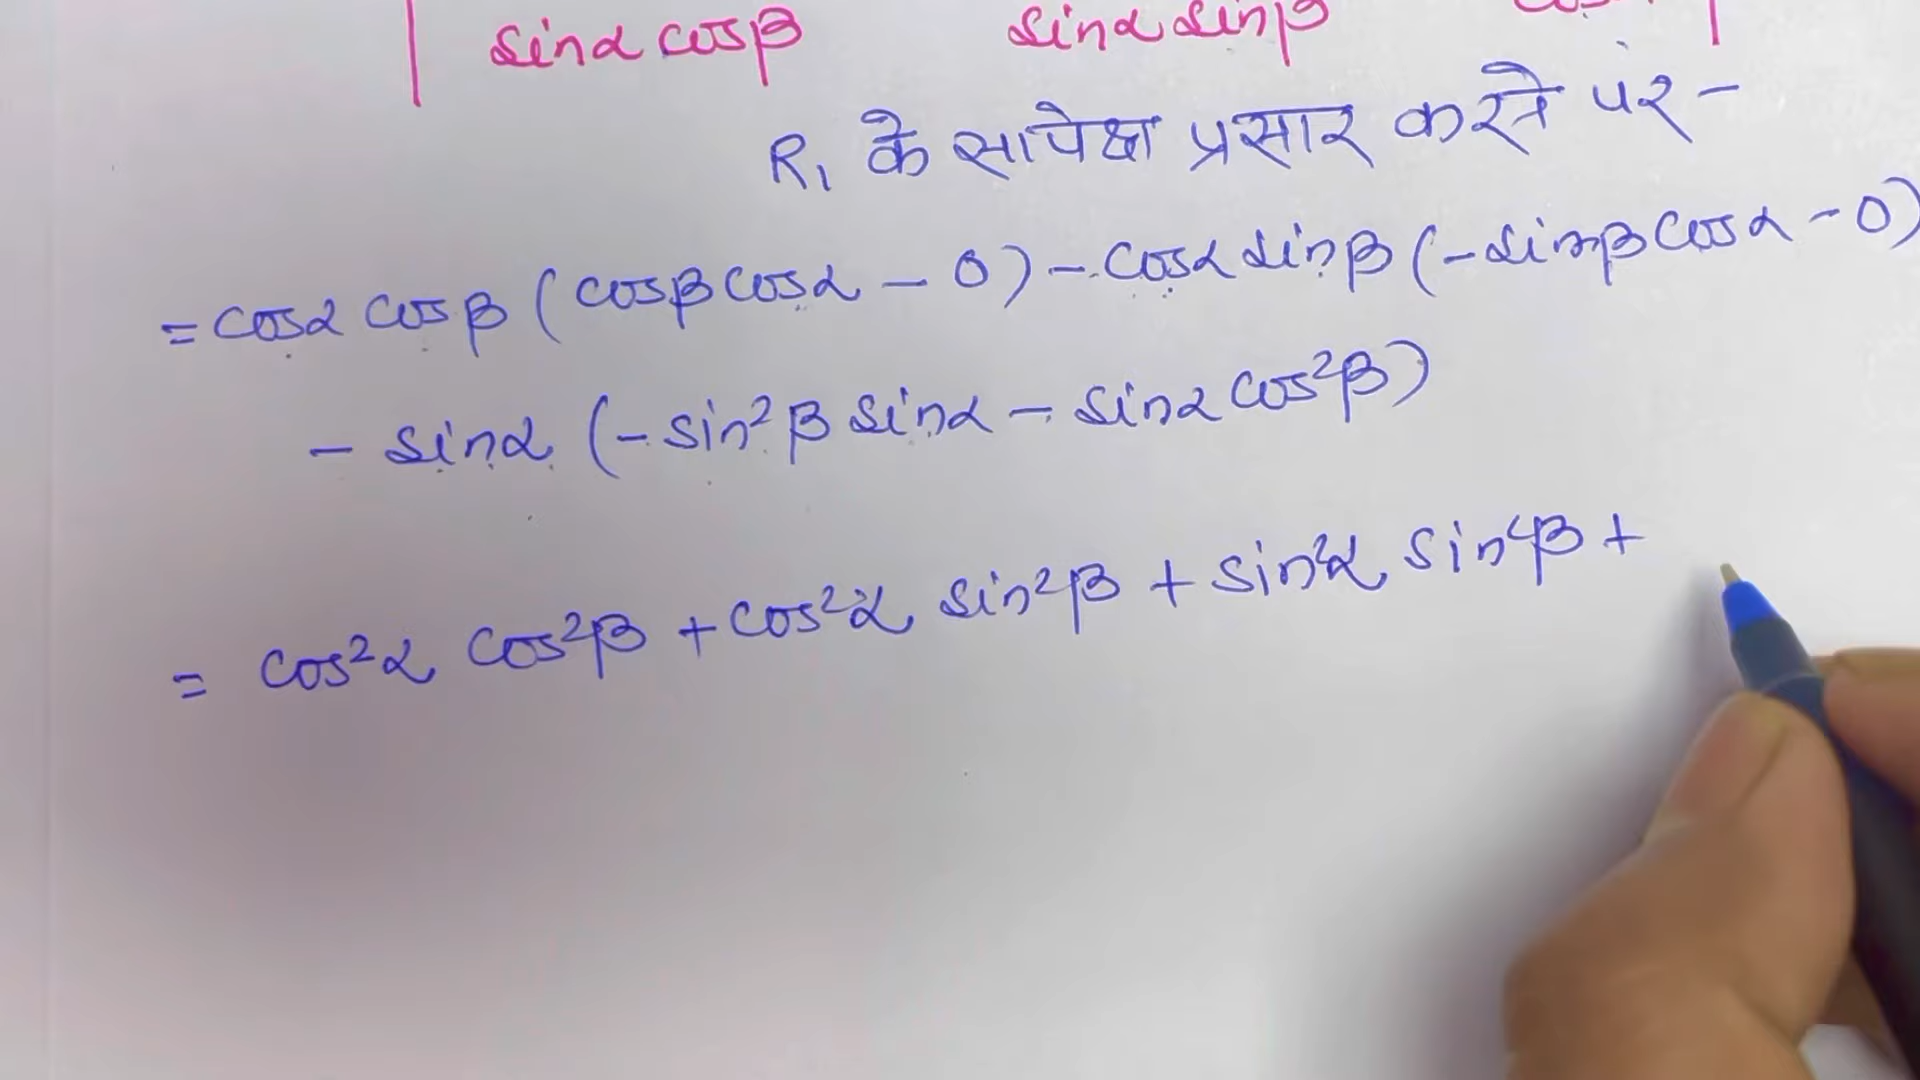 | sinα cosβ sinα sinβ |
R₁ के सापेक्ष प्रसार करने पर -
= cosα cosβ (cosβ cosα - 0) - cosα sinβ (-sinβ cosα - 0)
- sinα (-sin²β sinα - sinα cos²β)
= cos²α cos²β + cos²α sin²β + sin²α sin²β +